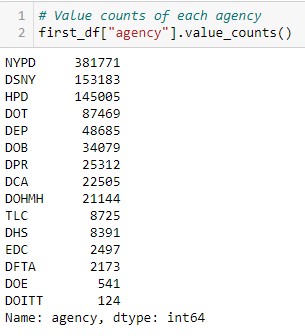 1 # Value counts of each agency
2 first_df["agency"].value_counts()
NYPD 381771
DSNY 153183
HPD 145005
DOT 87469
DEP 48685
DOB 34079
DPR 25312
DCA 22505
DOHMH 21144
TLC 8725
DHS 8391
EDC 2497
DFTA 2173
DOE 541
DOITT 124
Name: agency, dtype: int64